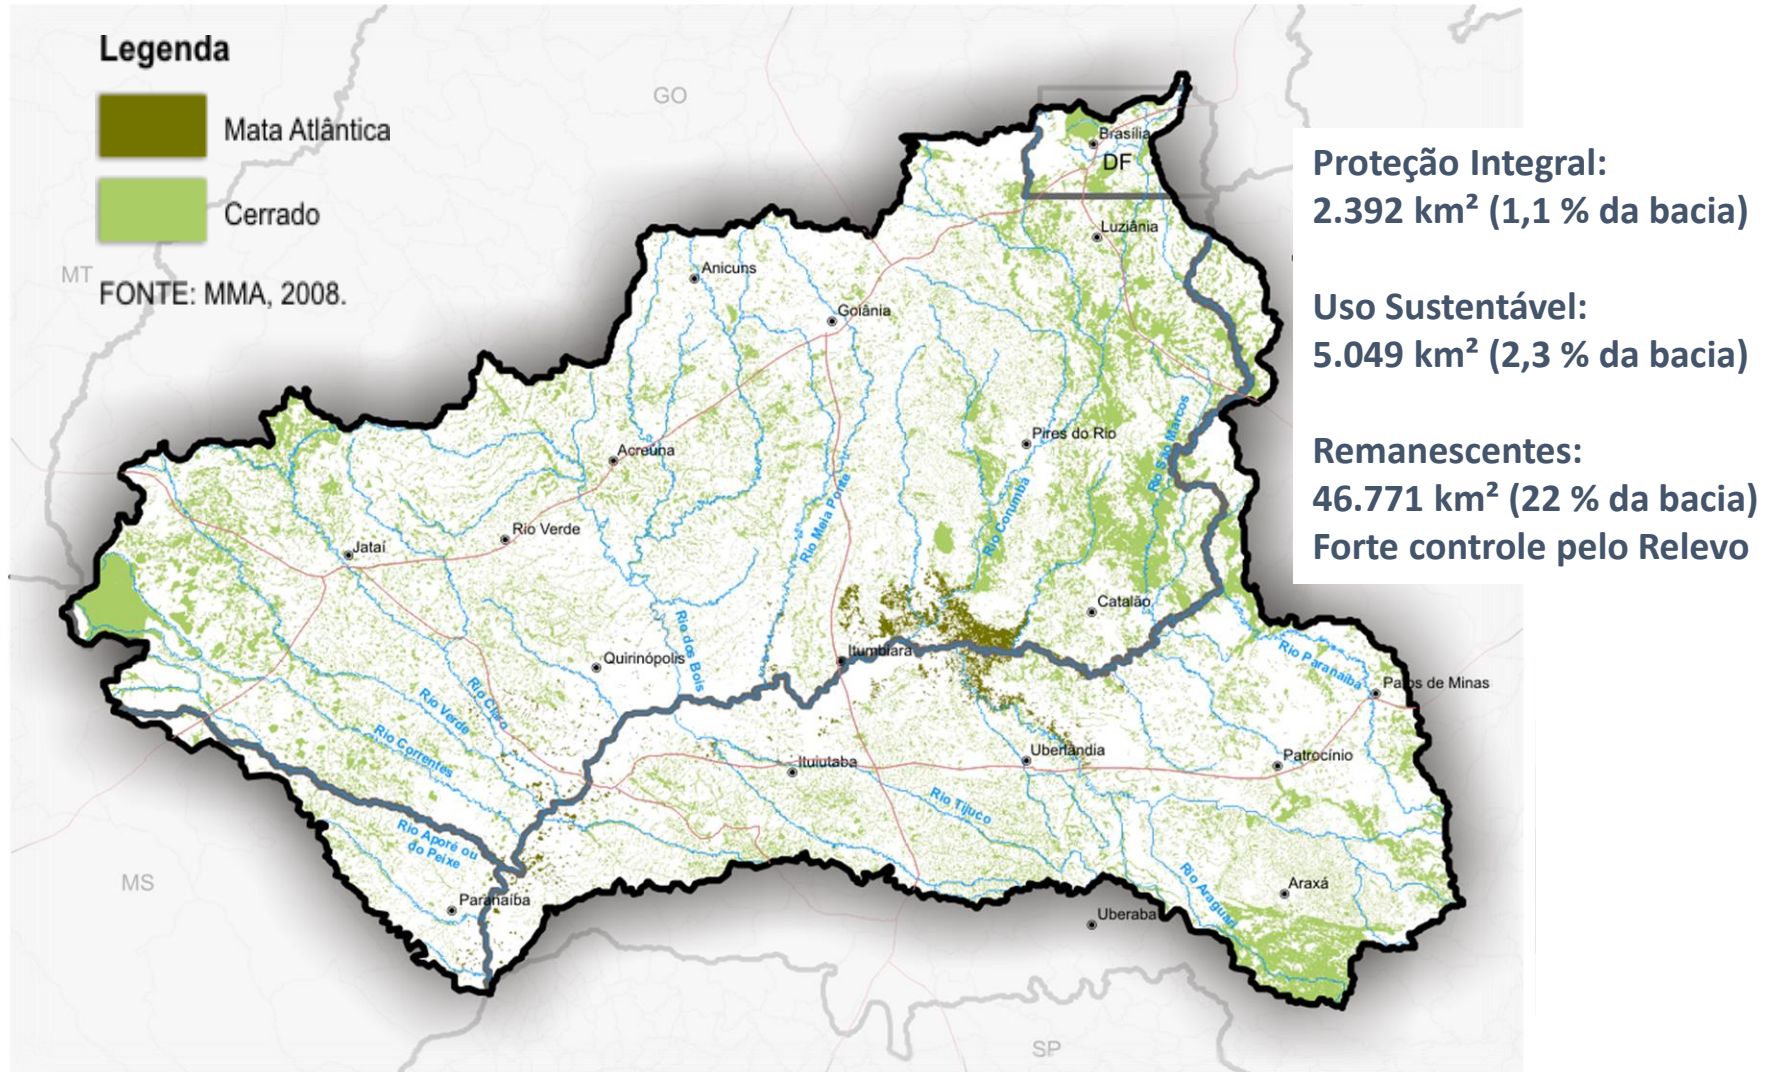 Legenda
Mata Atlântica
Cerrado
FONTE: MMA, 2008.
GO
MT
MS
SP
DF
Brasília
Luziânia
Anicuns
Goiânia
Pires do Rio
Acreúna
Rio Verde
Jataí
Catalão
Quirinópolis
Itumbiara
Patos de Minas
Uberlândia
Patrocínio
Ituiutaba
Araxá
Uberaba
Paranaíba
Rio São Marcos
Rio Meia Ponte
Rio Corumbá
Rio dos Bois
Rio Paranaíba
Rio Claro
Rio Verde
Rio Correntes
Rio Tijuco
Rio Aporé ou
do Peixe
Rio Araguari
Proteção Integral:
2.392 km² (1,1 % da bacia)
Uso Sustentável:
5.049 km² (2,3 % da bacia)
Remanescentes:
46.771 km² (22 % da bacia)
Forte controle pelo Relevo